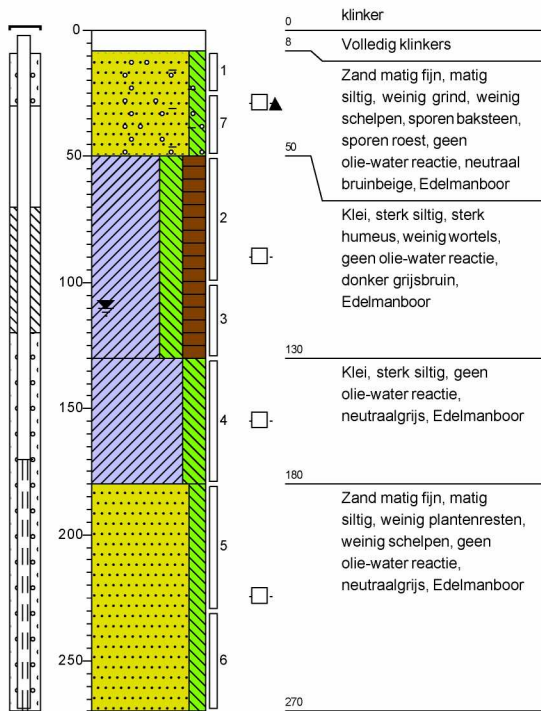 0
50
100
150
200
250
1
7
2
3
4
5
6
0
klinker
8
Volledig klinkers
Zand matig fijn, matig
siltig, weinig grind, weinig
schelpen, sporen baksteen,
sporen roest, geen
olie-water reactie, neutraal
bruinbeige, Edelmanboor
50
Klei, sterk siltig, sterk
humeus, weinig wortels,
geen olie-water reactie,
donker grijsbruin,
Edelmanboor
130
Klei, sterk siltig, geen
olie-water reactie,
neutraalgrijs, Edelmanboor
180
Zand matig fijn, matig
siltig, weinig plantenresten,
weinig schelpen, geen
olie-water reactie,
neutraalgrijs, Edelmanboor
270